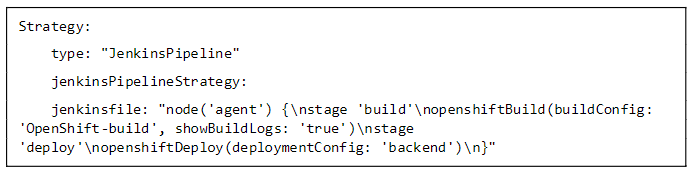 Strategy:
type: "JenkinsPipeline"
jenkinsPipelineStrategy:
jenkinsfile: "node('agent') {\nstage 'build'\nopenshiftBuild(buildConfig:
'OpenShift-build', showBuildLogs: 'true')\nstage
'deploy'\nopenshiftDeploy(deploymentConfig: 'backend')\n}"